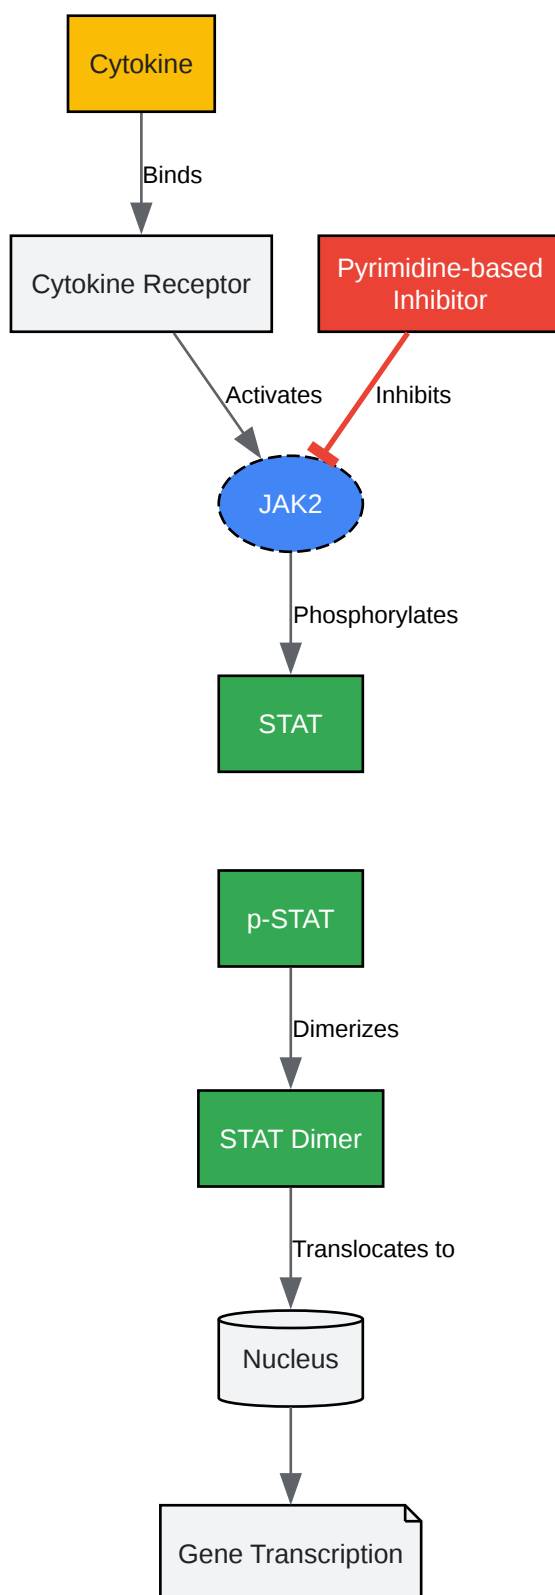 Cytokine
Binds
Cytokine Receptor
Pyrimidine-based
Inhibitor
Activates
Inhibits
JAK2
Phosphorylates
STAT
p-STAT
Dimerizes
STAT Dimer
Translocates to
Nucleus
Gene Transcription